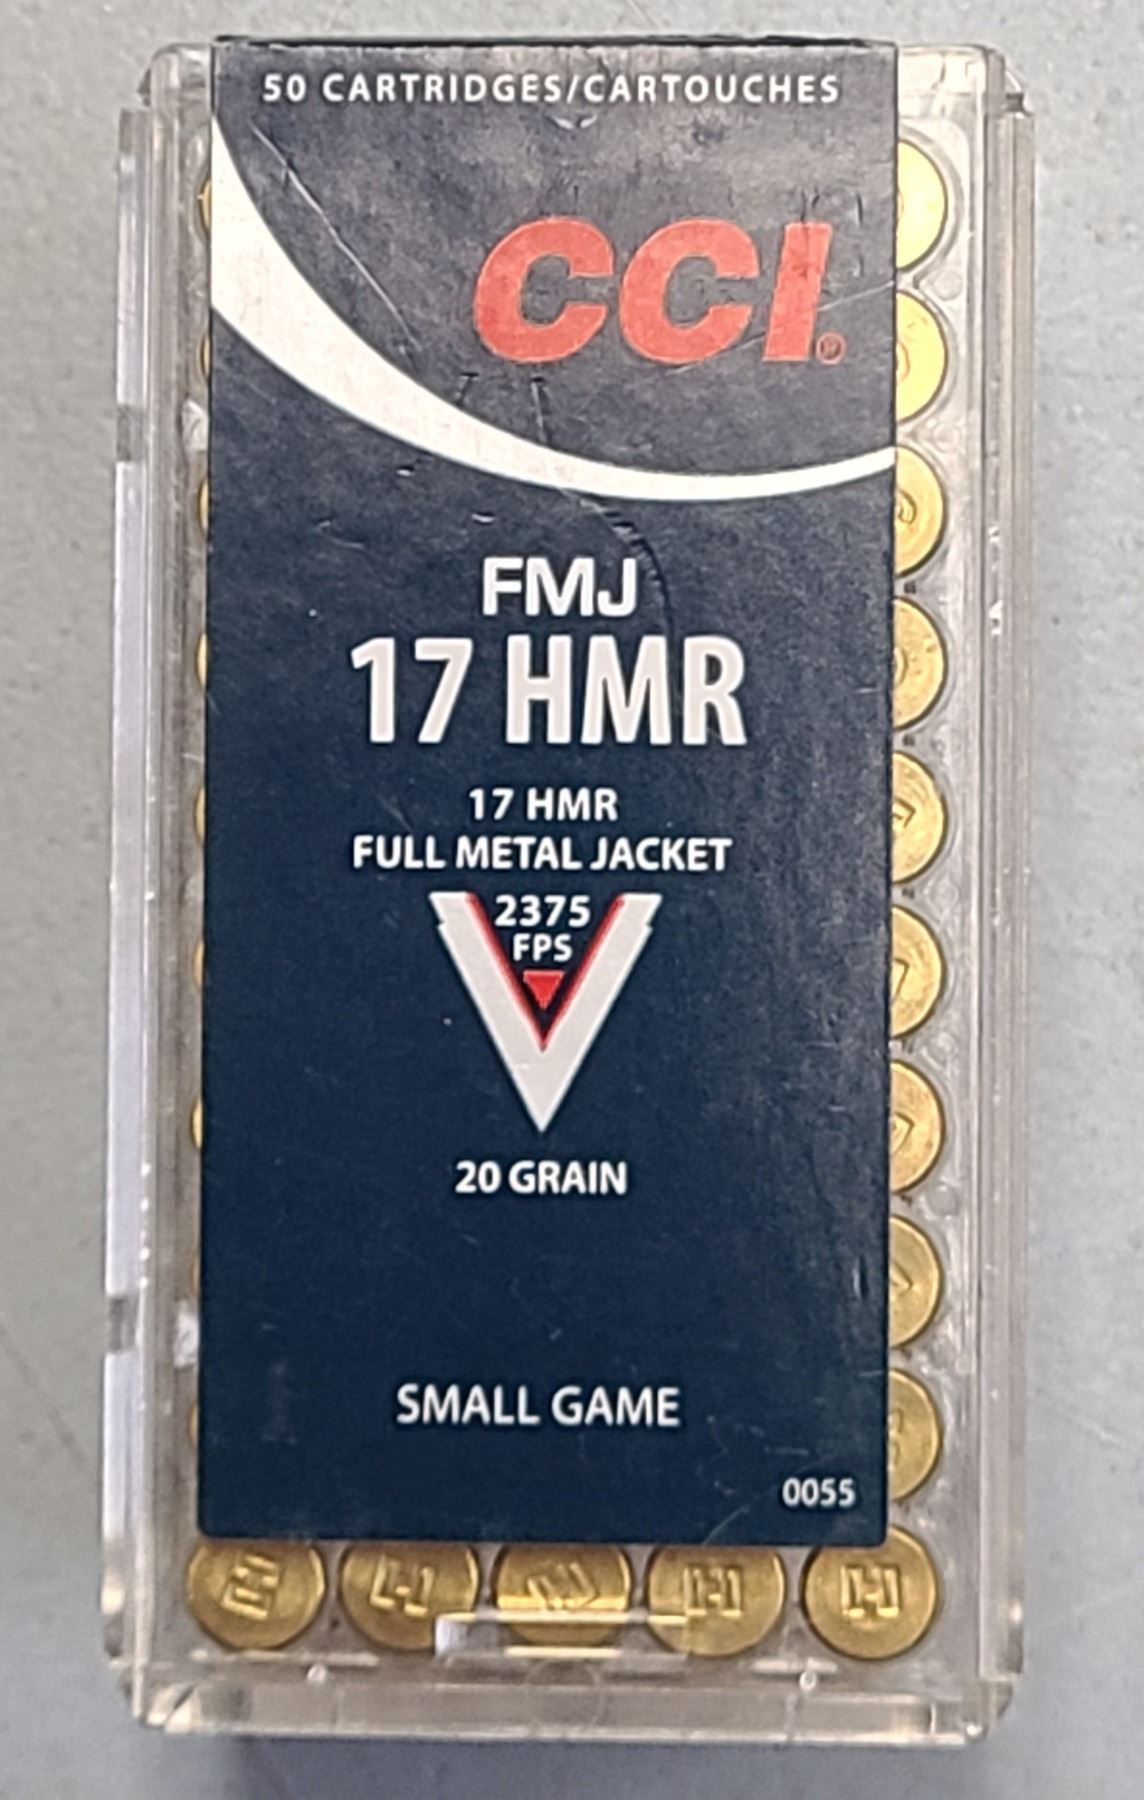 50 CARTRIDGES/CARTOUCHES
CCI®
FMJ
17 HMR
17 HMR
FULL METAL JACKET
2375
FPS
20 GRAIN
SMALL GAME
0055
H H H H H